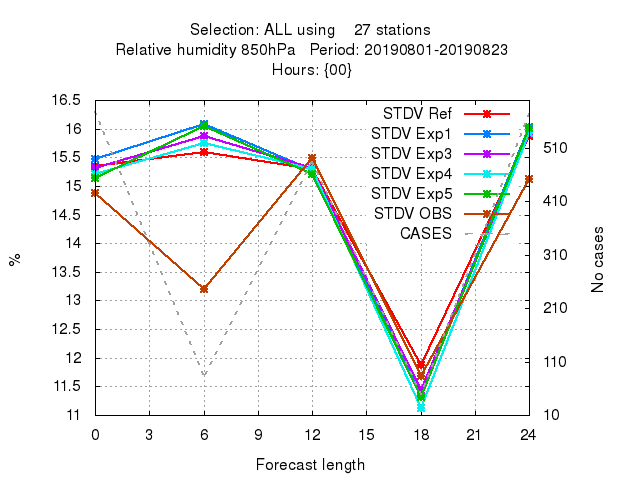 Selection: ALL using    27 stations
Relative humidity 850hPa   Period: 20190801-20190823
Hours: {00}
16.5
16
15.5
15
14.5
14
13.5
13
12.5
12
11.5
11
%
STDV Ref
STDV Exp1
STDV Exp3
STDV Exp4
STDV Exp5
STDV OBS
CASES
510
410
310
210
110
10
No cases
0 3 6 9 12 15 18 21 24
Forecast length